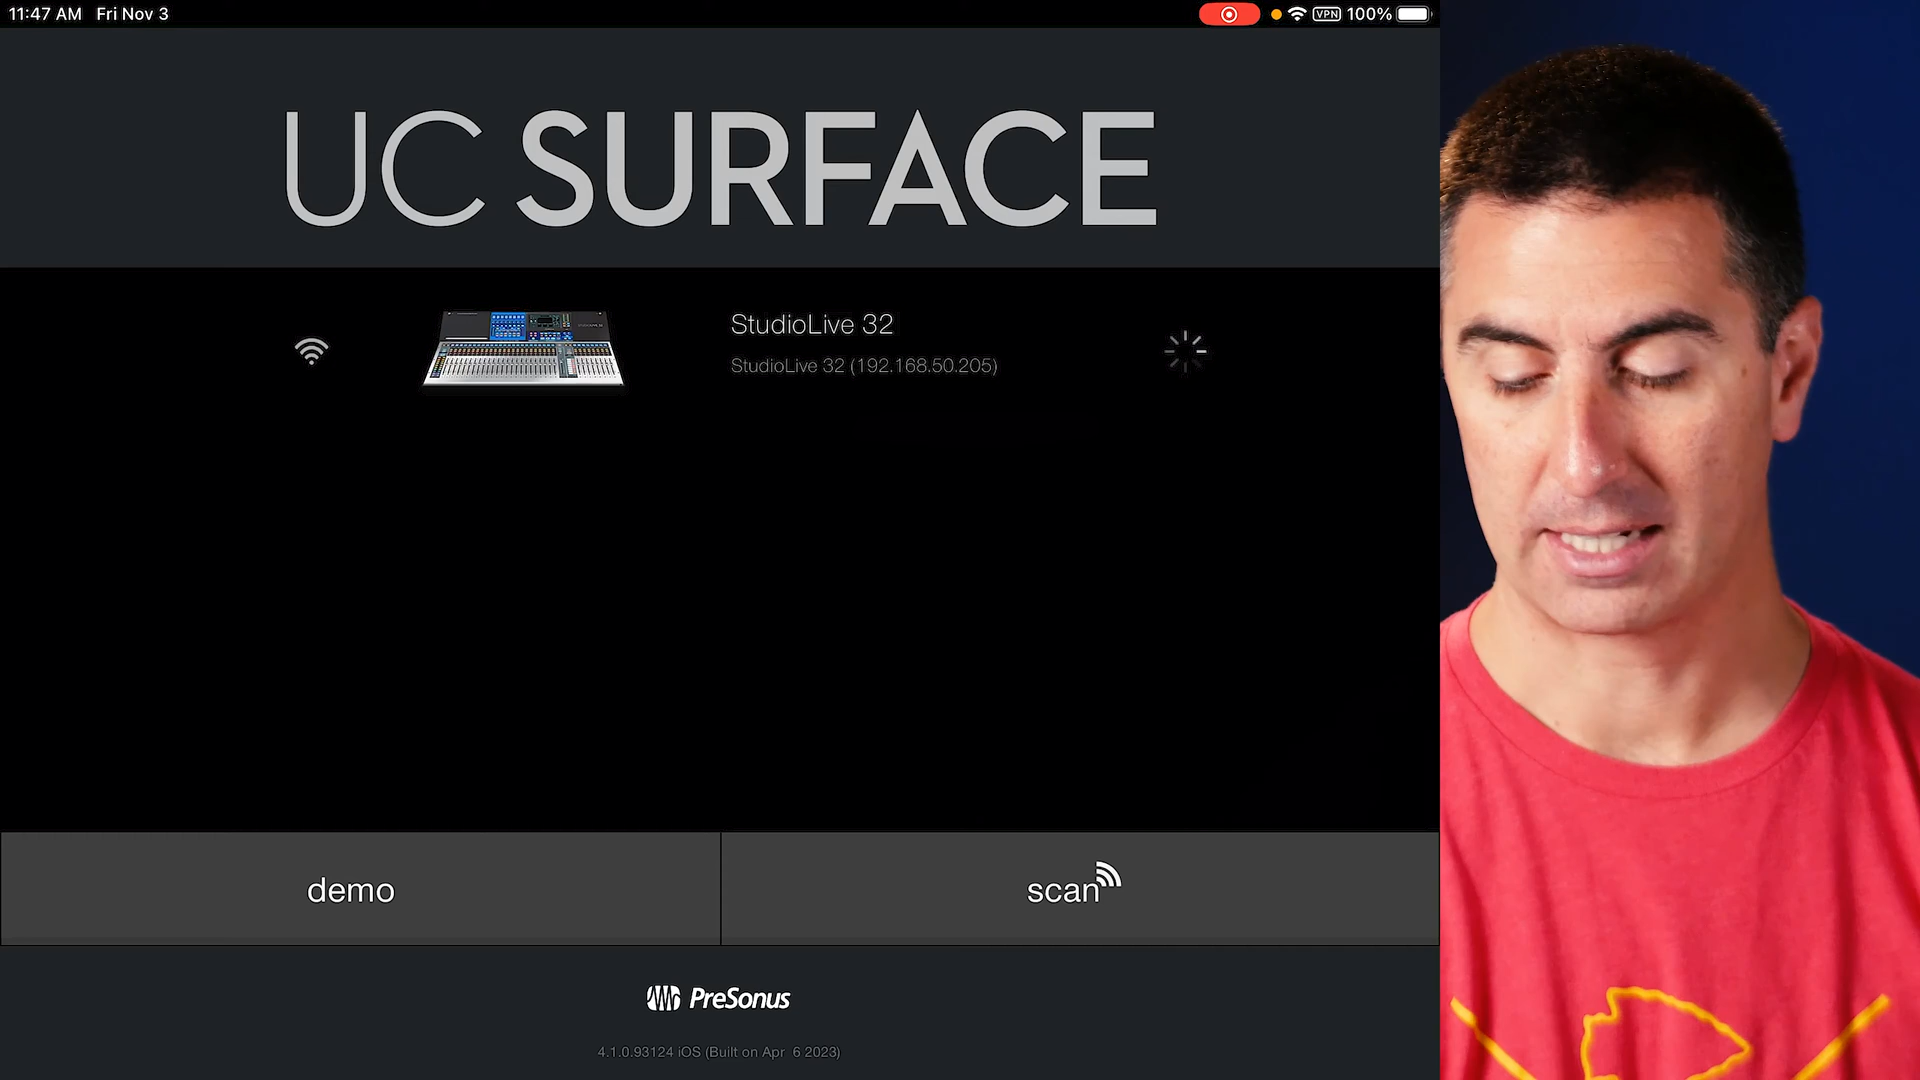 11:47 AM Fri Nov 3
VPN 100%
UC SURFACE
StudioLive 32
StudioLive 32 (192.168.50.205)
demo
scan
PreSonus
4.1.0.93124 iOS (Built on Apr 6 2023)